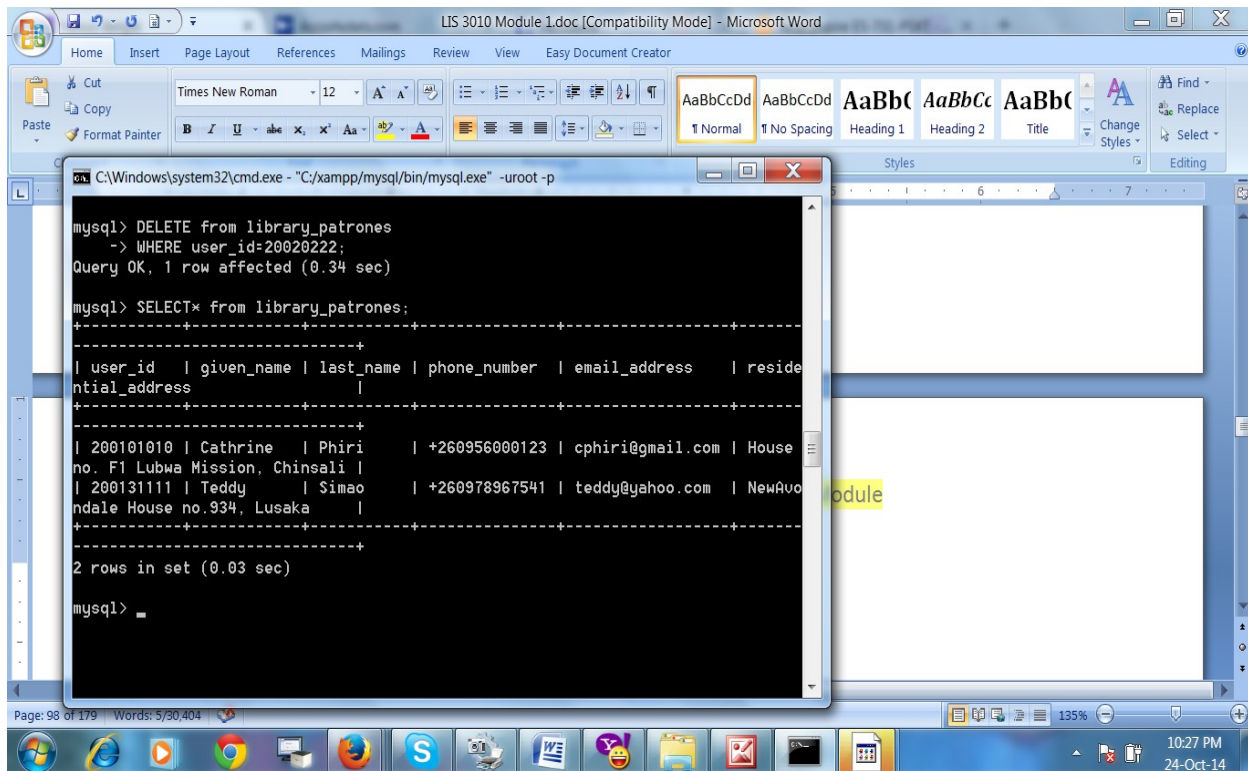 LIS 3010 Module 1.doc [Compatibility Mode] - Microsoft Word
Home Insert Page Layout References Mailings Review View Easy Document Creator
Paste
Cut
Copy
Format Painter
Times New Roman 12
AaBbCcDd AaBbCcDd AaBb( AaBbCc AaBb(
¶ Normal ¶ No Spacing Heading 1 Heading 2 Title
Change Styles
Find
Replace
Select
Styles
Editing
C:\Windows\system32\cmd.exe - "C:/xampp/mysql/bin/mysql.exe" -uroot -p
mysql> DELETE from library_patrones
-> WHERE user_id=20020222;
Query OK, 1 row affected (0.34 sec)
mysql> SELECT* from library_patrones;
+-----------+------------+-----------+---------------+------------------+-------
-------------------------------+
| user_id | given_name | last_name | phone_number | email_address | reside
ntial_address |
+-----------+------------+-----------+---------------+------------------+-------
-------------------------------+
| 200101010 | Cathrine | Phiri | +260956000123 | cphiri@gmail.com | House
no. F1 Lubwa Mission, Chinsali |
| 200131111 | Teddy | Simao | +260978967541 | teddy@yahoo.com | NewAvo
ndale House no.934, Lusaka |
+-----------+------------+-----------+---------------+------------------+-------
-------------------------------+
2 rows in set (0.03 sec)
mysql>
odule
Page: 98 of 179 Words: 5/30,404
135%
10:27 PM
24-Oct-14